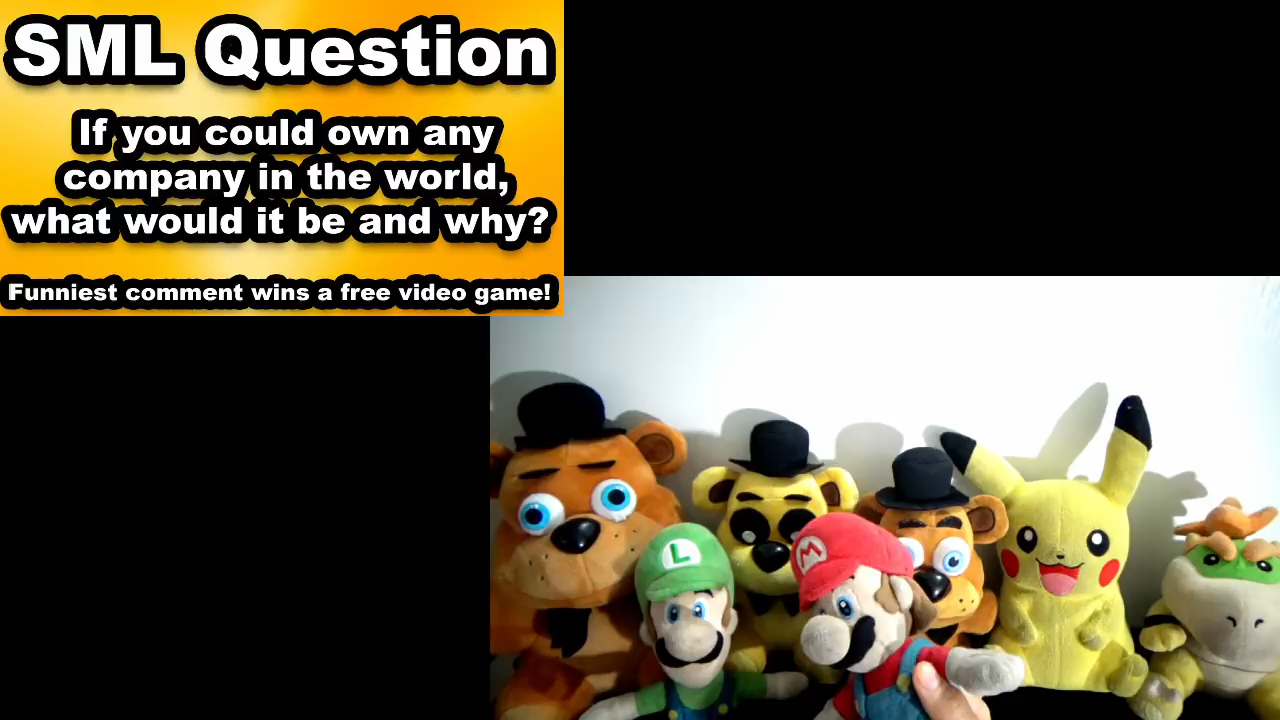 SML Question
If you could own any
company in the world,
what would it be and why?
Funniest comment wins a free video game!
L
M